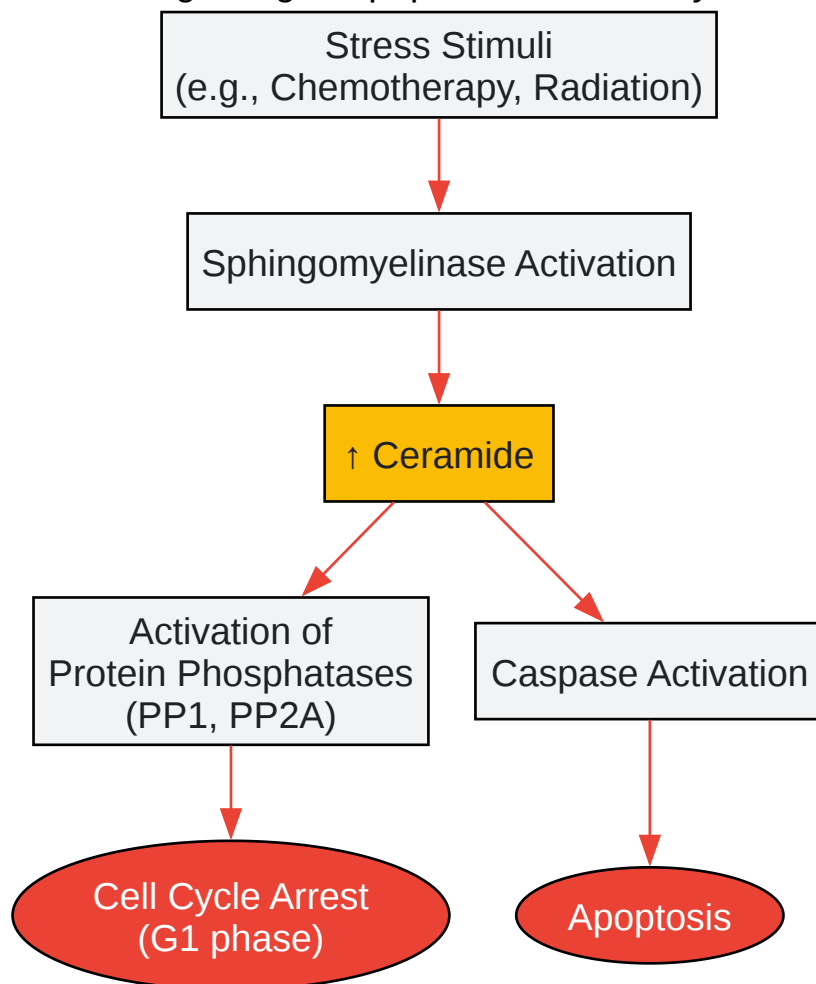 Stress Stimuli
(e.g., Chemotherapy, Radiation)
Sphingomyelinase Activation
↑ Ceramide
Activation of
Protein Phosphatases
(PP1, PP2A)
Caspase Activation
Cell Cycle Arrest
(G1 phase)
Apoptosis